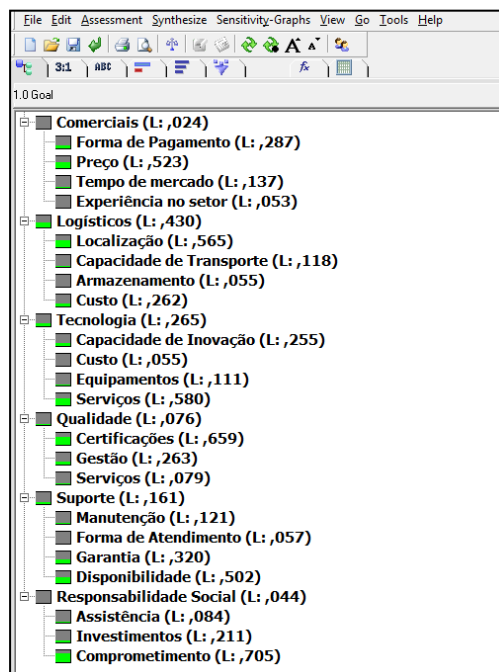 File Edit Assessment Synthesize Sensitivity-Graphs View Go Tools Help
A A
3:1 ABC fx
1.0 Goal
Comerciais (L: ,024)
Forma de Pagamento (L: ,287)
Preço (L: ,523)
Tempo de mercado (L: ,137)
Experiência no setor (L: ,053)
Logísticos (L: ,430)
Localização (L: ,565)
Capacidade de Transporte (L: ,118)
Armazenamento (L: ,055)
Custo (L: ,262)
Tecnologia (L: ,265)
Capacidade de Inovação (L: ,255)
Custo (L: ,055)
Equipamentos (L: ,111)
Serviços (L: ,580)
Qualidade (L: ,076)
Certificações (L: ,659)
Gestão (L: ,263)
Serviços (L: ,079)
Suporte (L: ,161)
Manutenção (L: ,121)
Forma de Atendimento (L: ,057)
Garantia (L: ,320)
Disponibilidade (L: ,502)
Responsabilidade Social (L: ,044)
Assistência (L: ,084)
Investimentos (L: ,211)
Comprometimento (L: ,705)